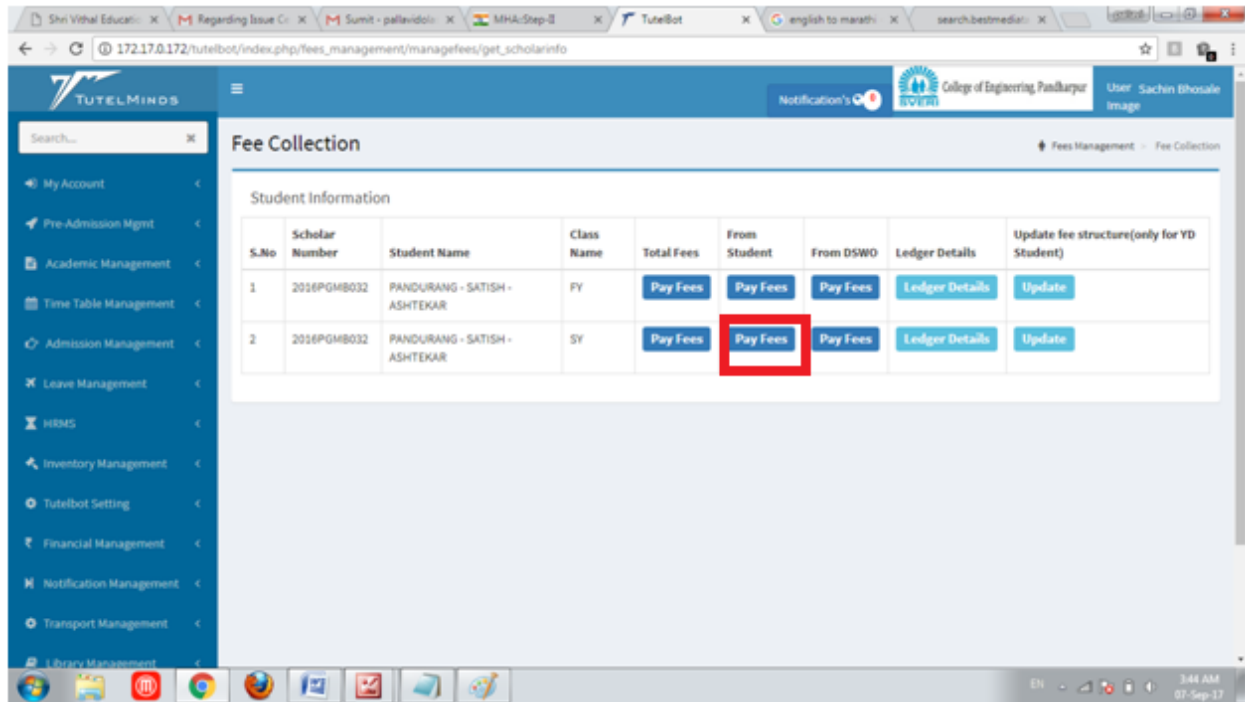 Shri Vithal Educatio
Regarding Issue Ce
Sumit - pallavidole
MHA::Step-II
TutelBot
english to marathi
search.bestmediat
172.17.0.172/tutelbot/index.php/fees_management/managefees/get_scholarinfo
TUTELMINDS
Notification's 0
SVERI
College of Engineering, Pandharpur
User Image
Sachin Bhosale
Search...
Fee Collection
Fees Management > Fee Collection
My Account
Pre-Admission Mgmt
Academic Management
Time Table Management
Admission Management
Leave Management
HRMS
Inventory Management
Tutelbot Setting
Financial Management
Notification Management
Transport Management
Library Management
Student Information
S.No Scholar Number Student Name Class Name Total Fees From Student From DSWO Ledger Details Update fee structure(only for YD Student)
1 2016PGMB032 PANDURANG - SATISH - ASHTEKAR FY Pay Fees Pay Fees Pay Fees Ledger Details Update
2 2016PGMB032 PANDURANG - SATISH - ASHTEKAR SY Pay Fees Pay Fees Pay Fees Ledger Details Update
EN
3:44 AM
07-Sep-17